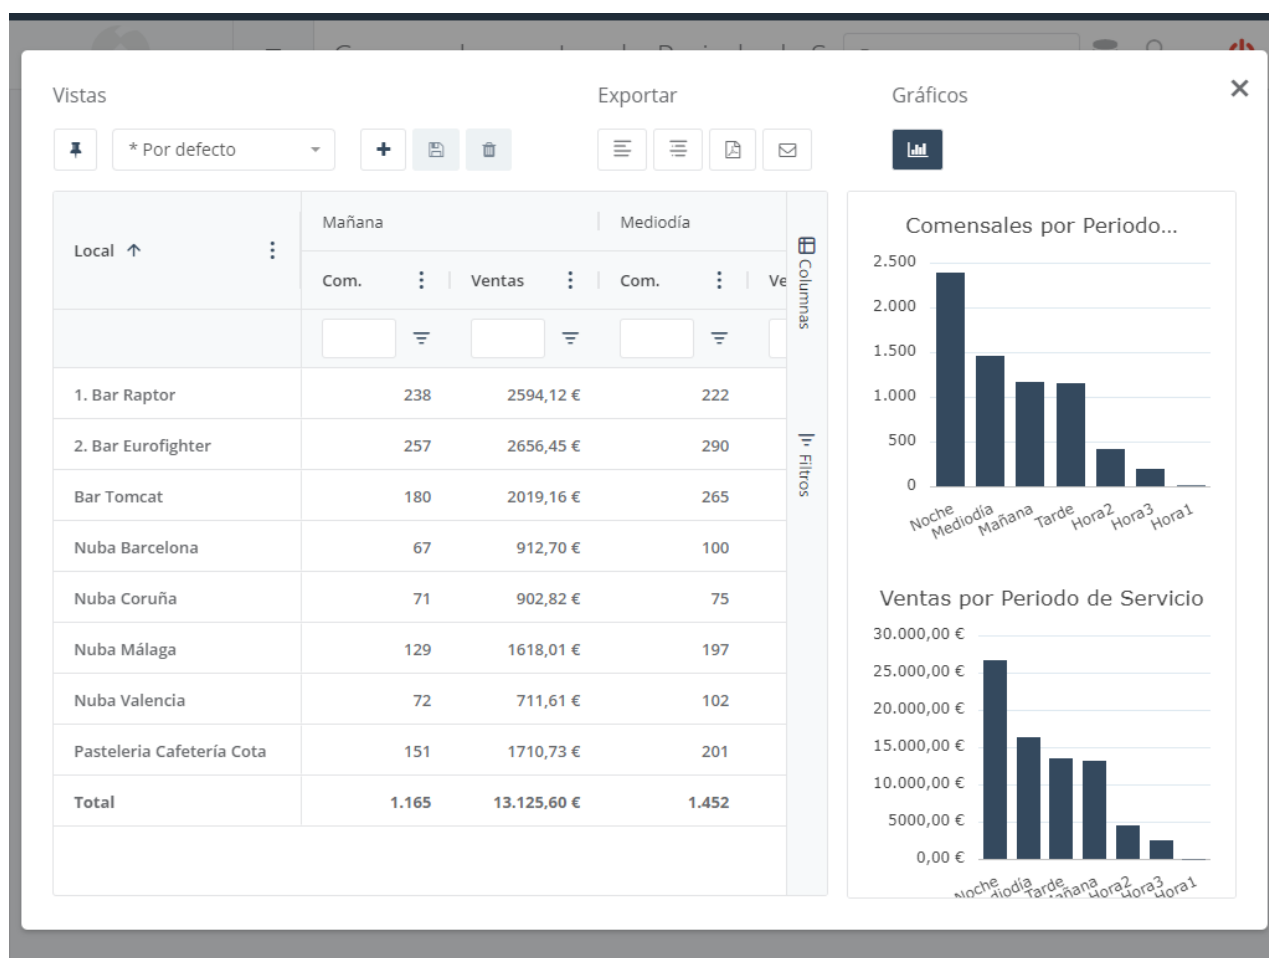 Vistas
Exportar
Gráficos
* Por defecto
Local
Mañana
Mediodía
Com.
Ventas
Com.
Ve
Columnas
Filtros
1. Bar Raptor 238 2594,12 € 222
2. Bar Eurofighter 257 2656,45 € 290
Bar Tomcat 180 2019,16 € 265
Nuba Barcelona 67 912,70 € 100
Nuba Coruña 71 902,82 € 75
Nuba Málaga 129 1618,01 € 197
Nuba Valencia 72 711,61 € 102
Pasteleria Cafetería Cota 151 1710,73 € 201
Total 1.165 13.125,60 € 1.452
Comensales por Periodo...
2.500
2.000
1.500
1.000
500
0
Noche Mediodía Mañana Tarde Hora2 Hora3 Hora1
Ventas por Periodo de Servicio
30.000,00 €
25.000,00 €
20.000,00 €
15.000,00 €
10.000,00 €
5000,00 €
0,00 €
Noche diodía Tarde ñana Hora2 Hora3 Hora1